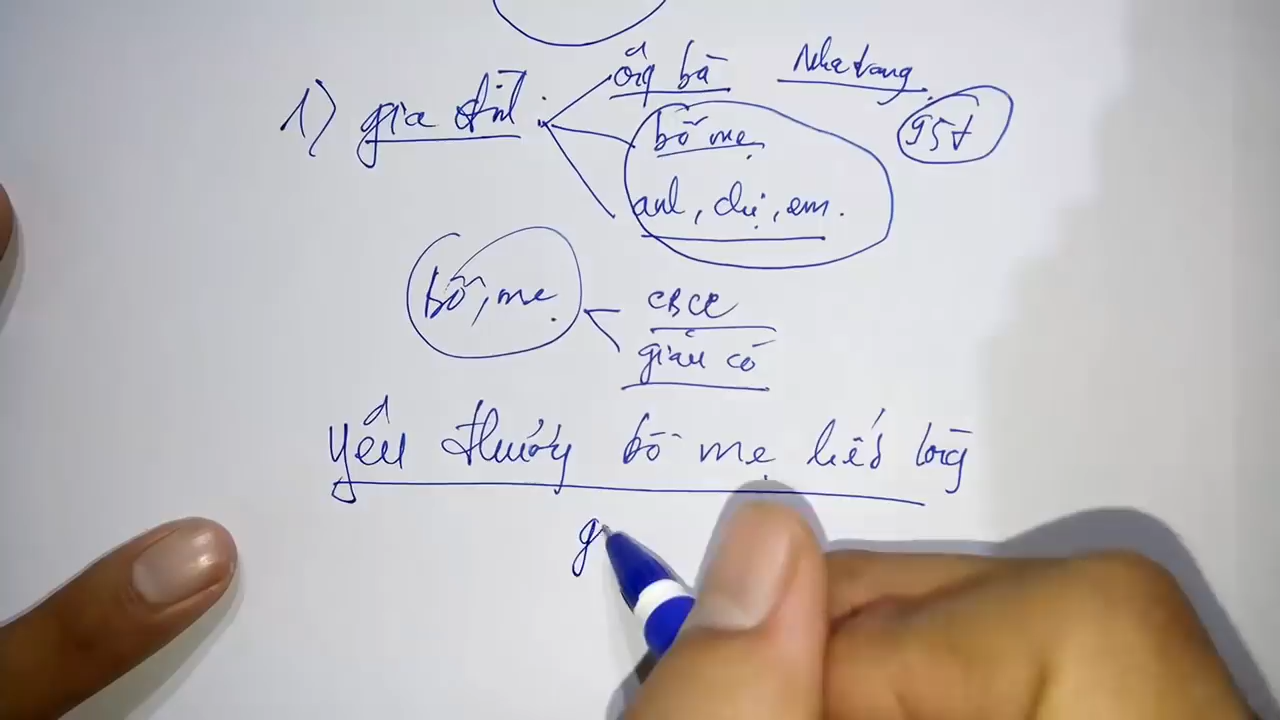 1) gia đình: ông bà Nha trang
bố mẹ 95t
anh, chị, em.
bố, mẹ
CBCC
giàu có
yêu thương bố mẹ hết lòng
g